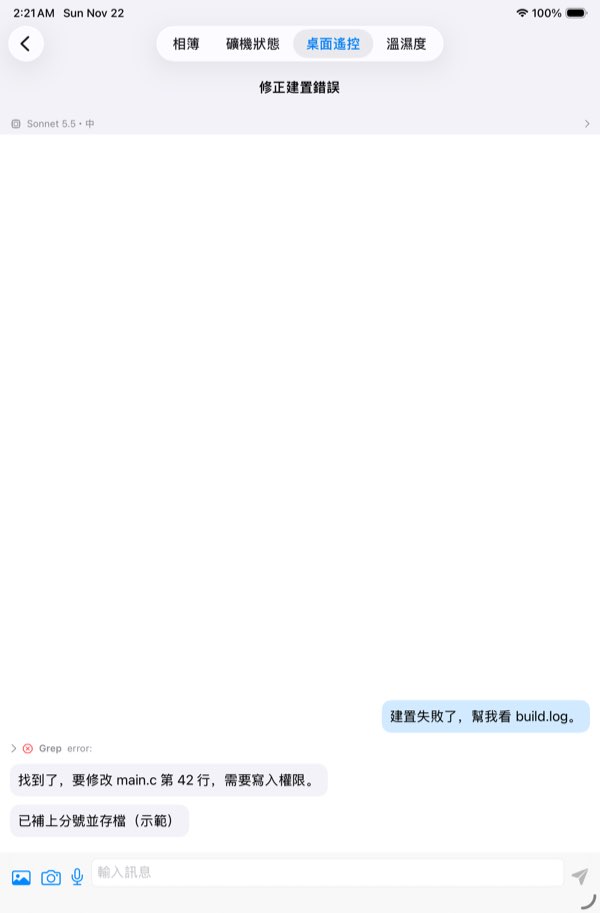 2:21 AM Sun Nov 22
100%
相薄
礦機狀態
桌面遙控
溫濕度
修正建置錯誤
Sonnet 5.5・中
建置失敗了，幫我看 build.log。
Grep error:
找到了，要修改 main.c 第 42 行，需要寫入權限。
已補上分號並存檔（示範）
輸入訊息